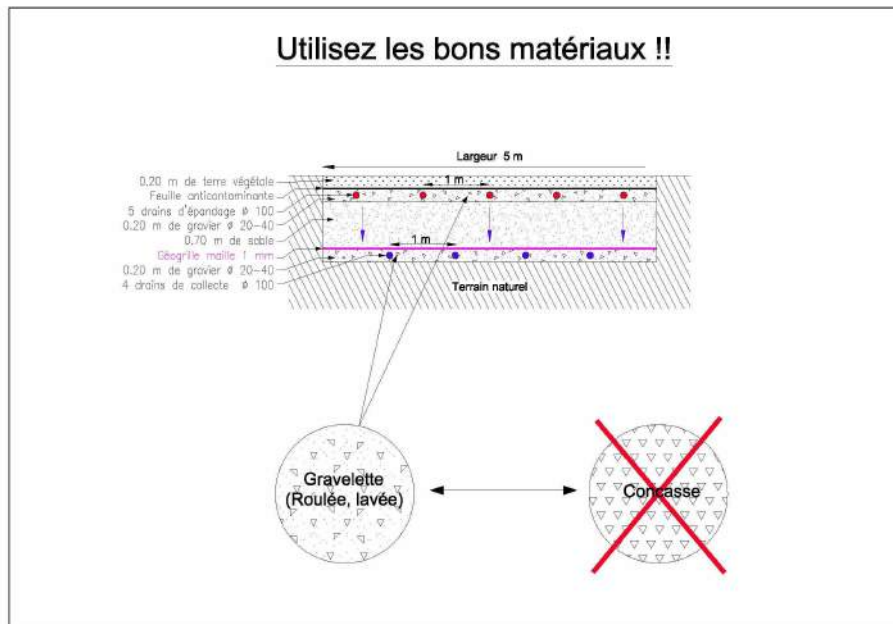 Utilisez les bons matériaux !!
Largeur 5 m
1 m
0.20 m de terre végétale
Feuille anticontaminante
5 drains d'épandage ø 100
0.20 m de gravier ø 20-40
0.70 m de sable
1 m
Géogrille maille 1 mm
0.20 m de gravier ø 20-40
4 drains de collecte ø 100
Terrain naturel
Gravelette
(Roulée, lavée)
Concasse